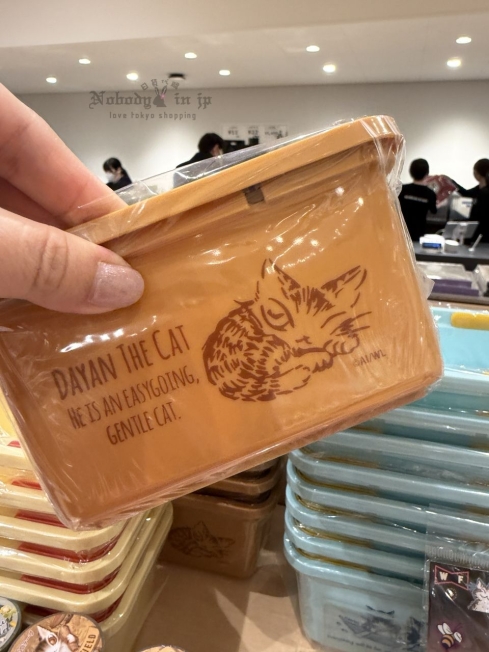 Nobody in jp
love Tokyo shopping
DAYAN THE CAT
HE IS AN EASYGOING,
GENTLE CAT.
W F